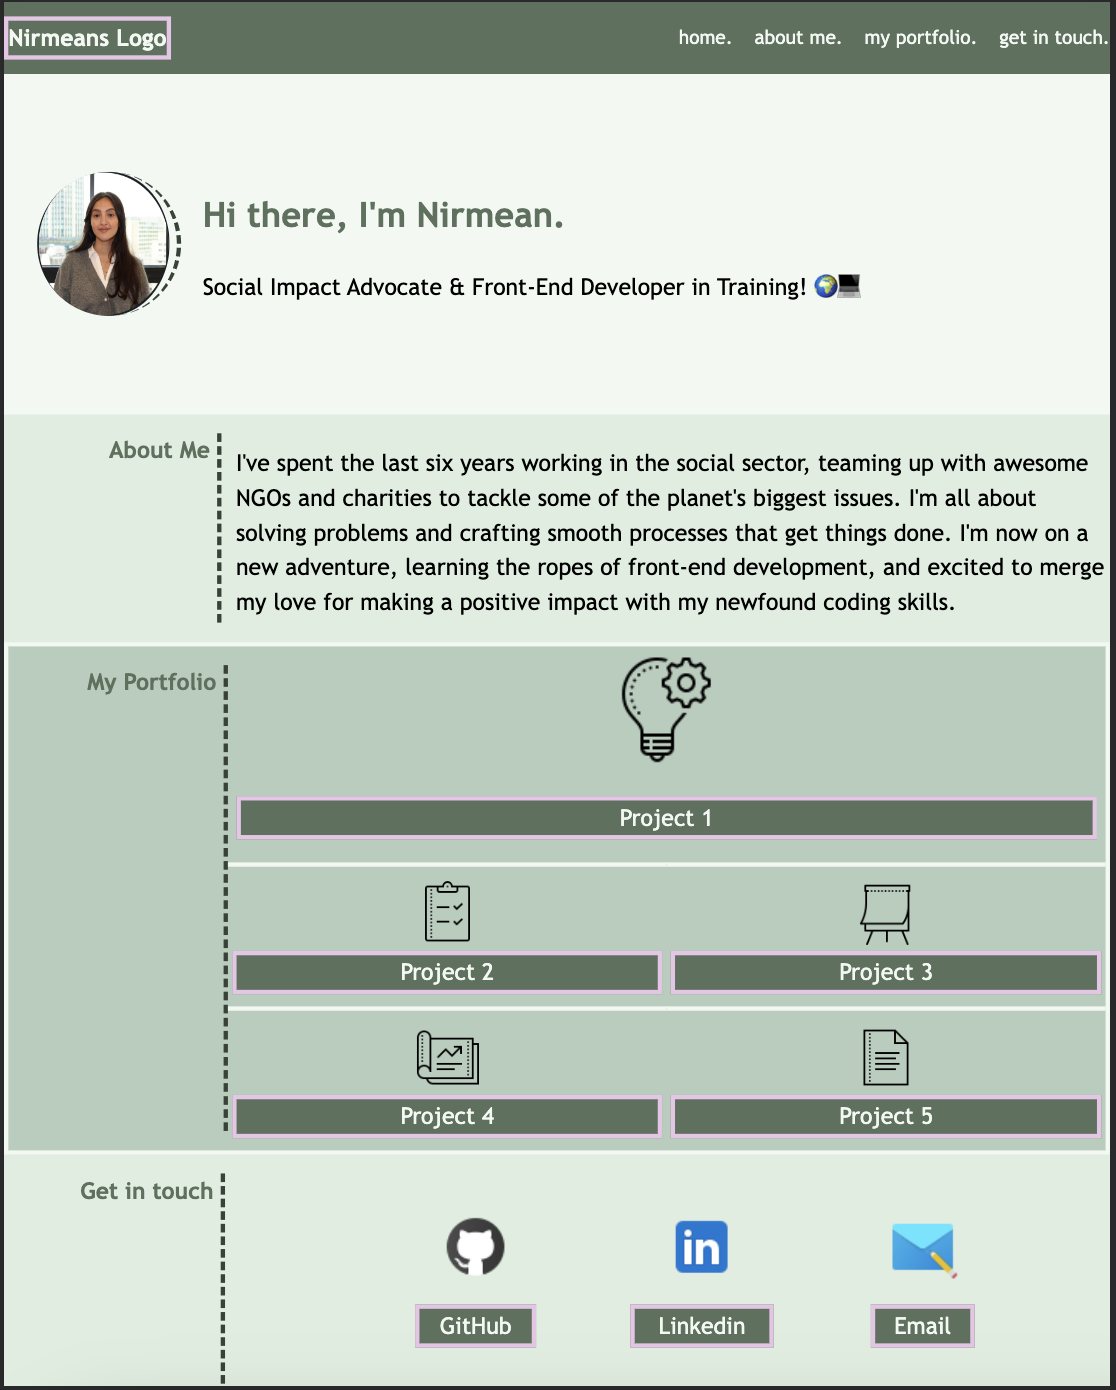 Nirmeans Logo
home. about me. my portfolio. get in touch.
Hi there, I'm Nirmean.
Social Impact Advocate & Front-End Developer in Training! 🌍💻
About Me
I've spent the last six years working in the social sector, teaming up with awesome
NGOs and charities to tackle some of the planet's biggest issues. I'm all about
solving problems and crafting smooth processes that get things done. I'm now on a
new adventure, learning the ropes of front-end development, and excited to merge
my love for making a positive impact with my newfound coding skills.
My Portfolio
Project 1
Project 2
Project 3
Project 4
Project 5
Get in touch
in
GitHub
Linkedin
Email